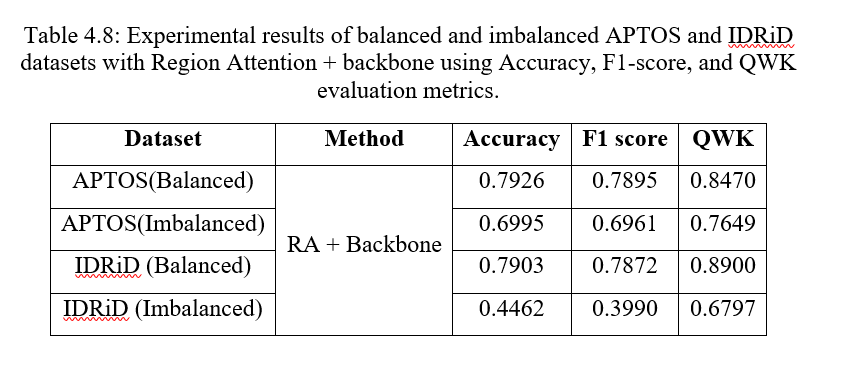 Table 4.8: Experimental results of balanced and imbalanced APTOS and IDRiD
datasets with Region Attention + backbone using Accuracy, F1-score, and QWK
evaluation metrics.
Dataset Method Accuracy F1 score QWK
APTOS(Balanced) 0.7926 0.7895 0.8470
APTOS(Imbalanced) 0.6995 0.6961 0.7649
RA + Backbone
IDRiD (Balanced) 0.7903 0.7872 0.8900
IDRiD (Imbalanced) 0.4462 0.3990 0.6797